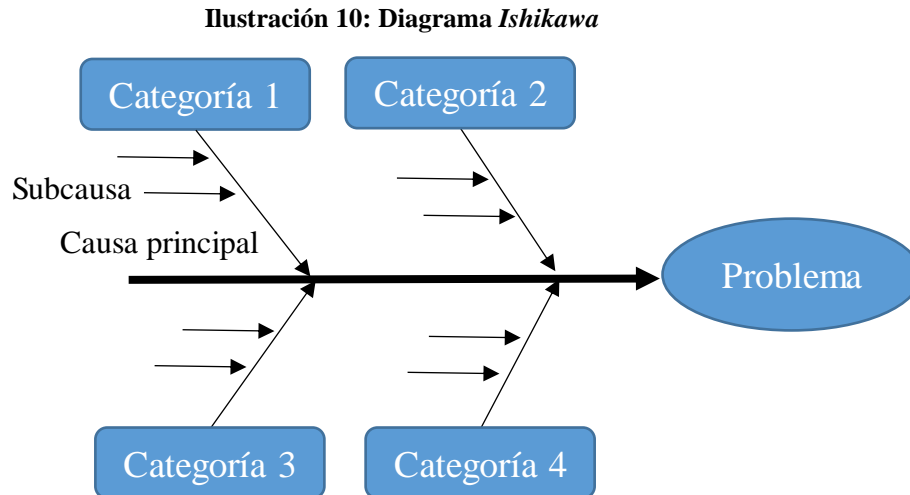 Ilustración 10: Diagrama Ishikawa
Categoría 1
Categoría 2
Subcausa
Causa principal
Problema
Categoría 3
Categoría 4